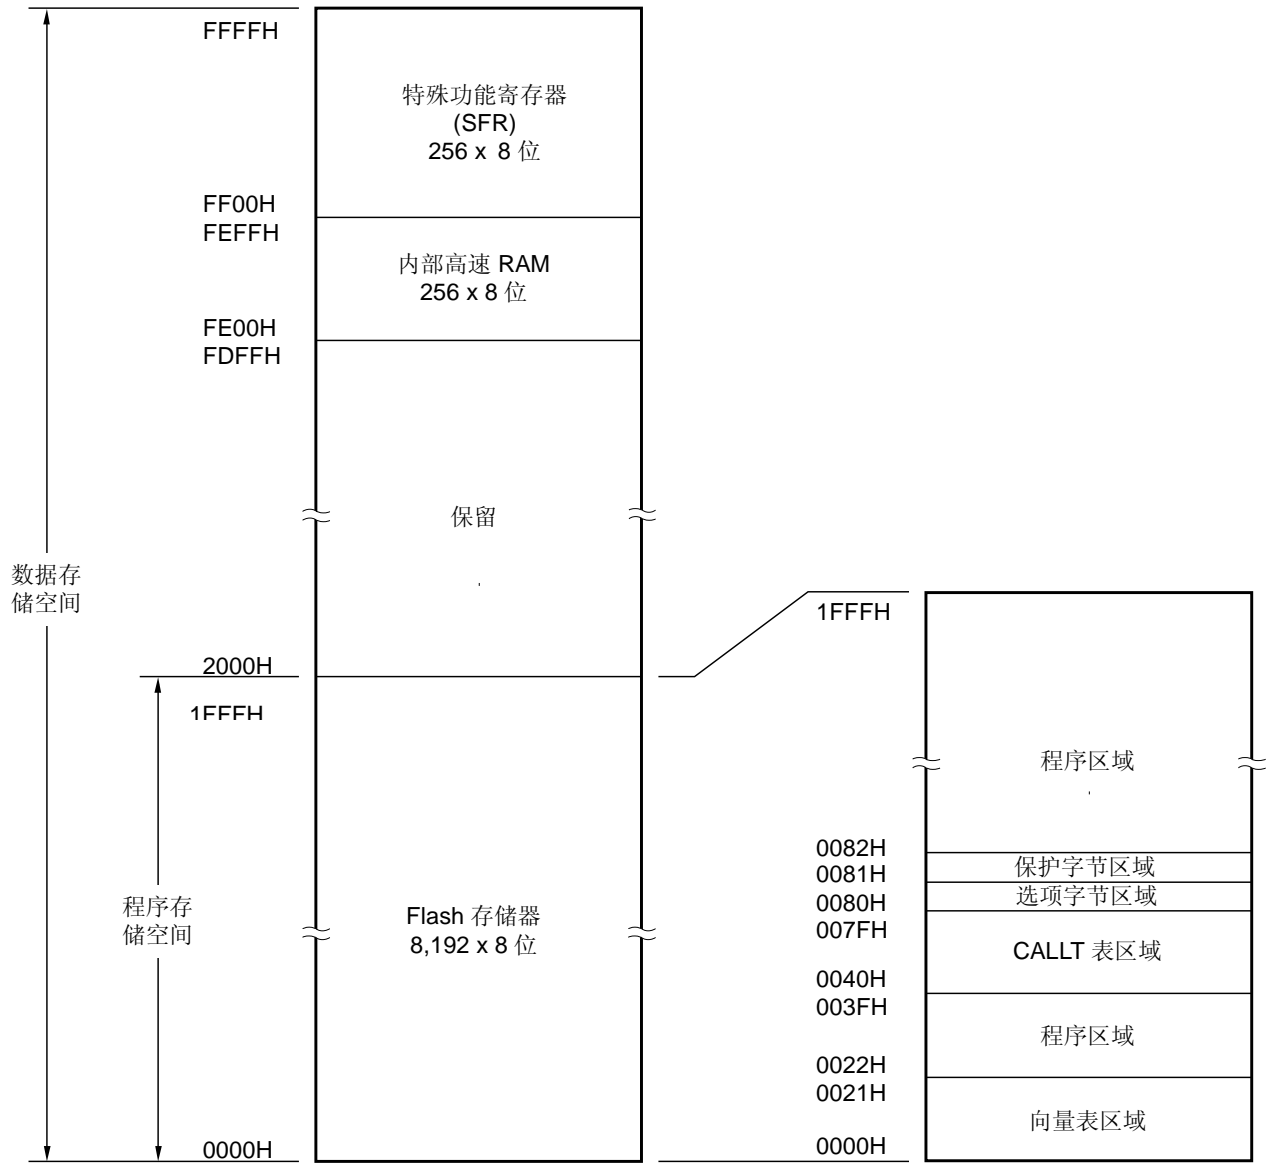 FFFFH
特殊功能寄存器
(SFR)
256 x 8 位
FF00H
FEFFH
内部高速 RAM
256 x 8 位
FE00H
FDFFH
保留
数据存
储空间
2000H
1FFFH
程序存
储空间
Flash 存储器
8,192 x 8 位
0000H
1FFFH
程序区域
0082H
保护字节区域
0081H
选项字节区域
0080H
007FH
CALLT 表区域
0040H
003FH
程序区域
0022H
0021H
向量表区域
0000H